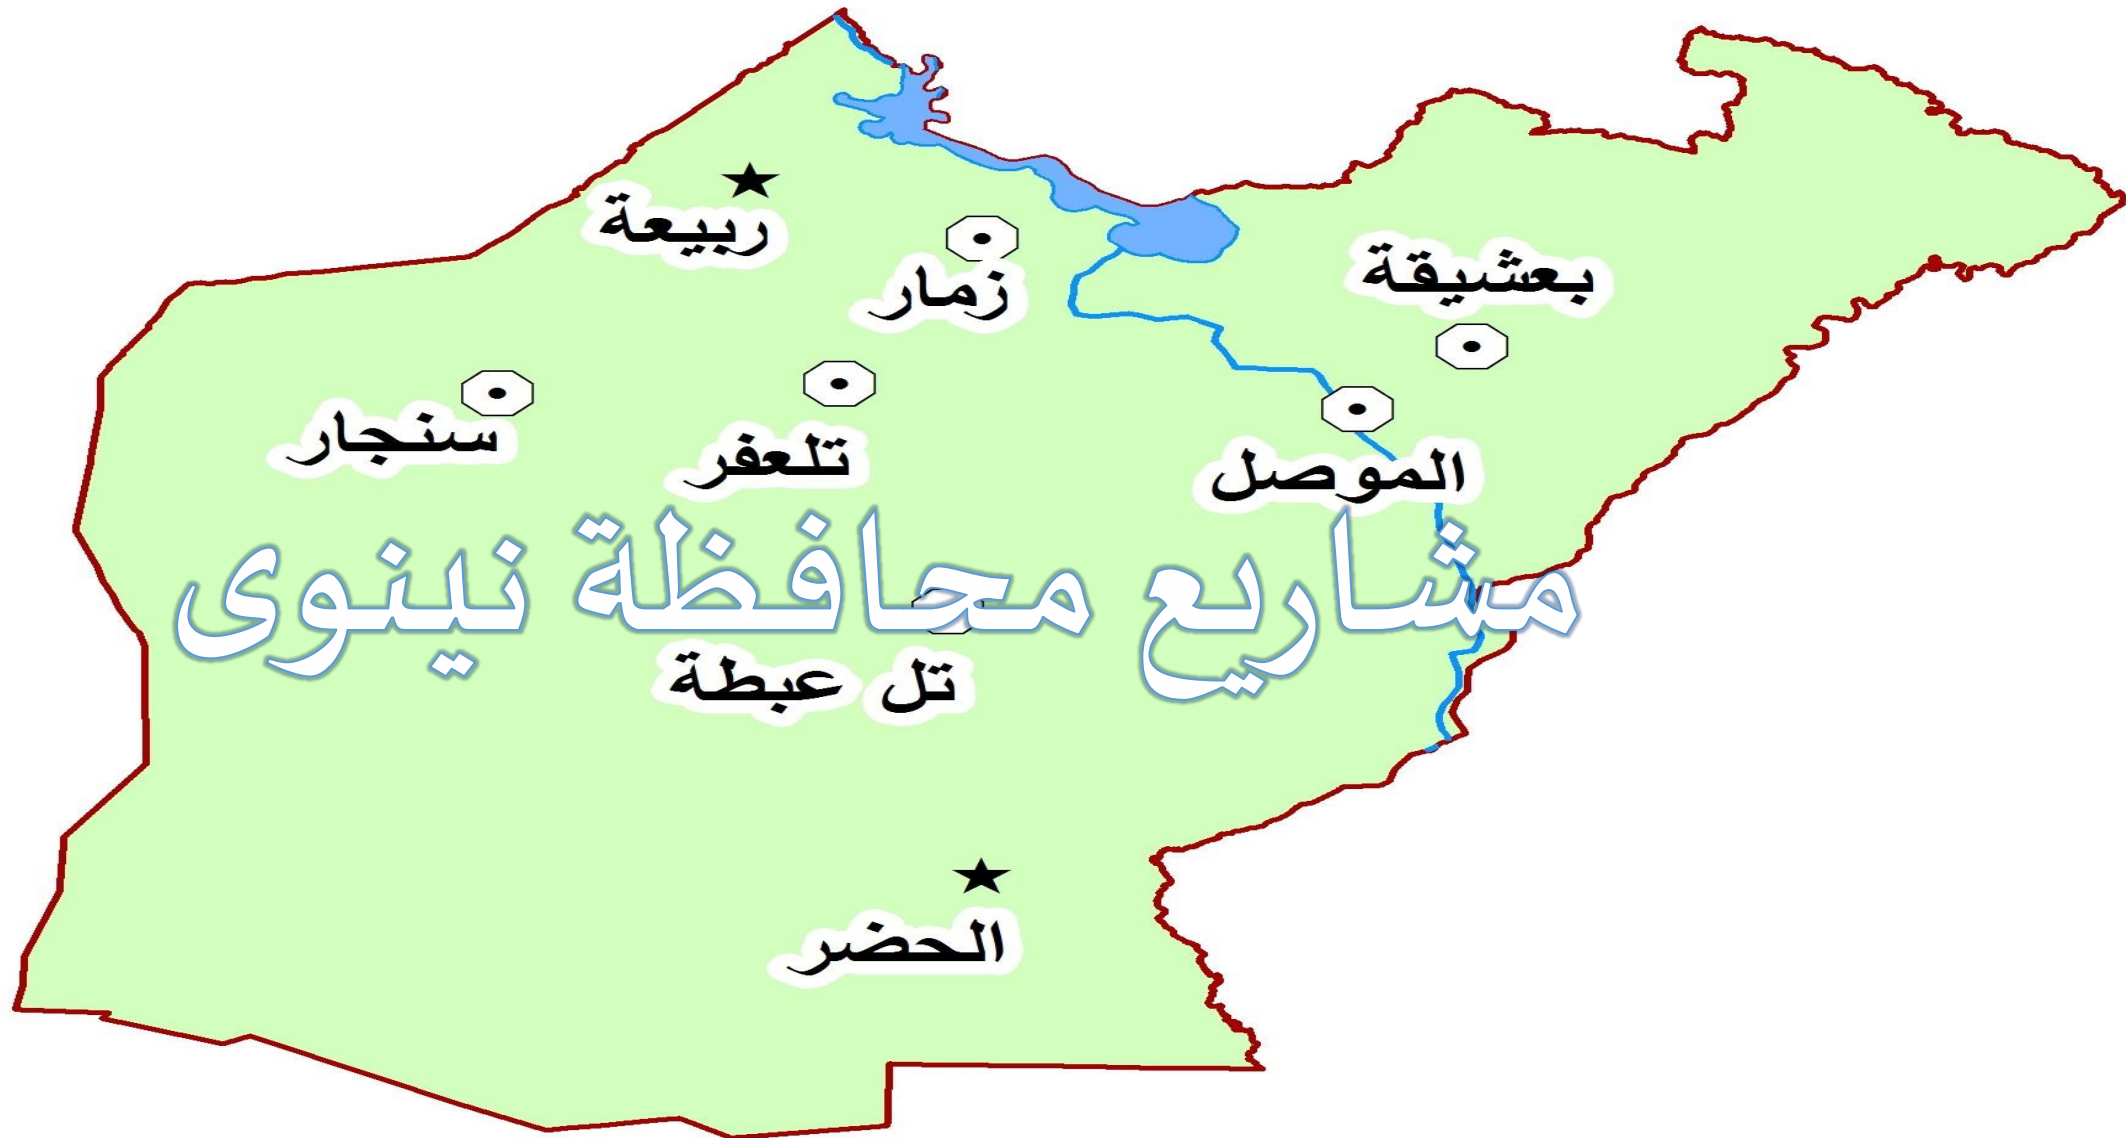 ربيعة
زمار
بعشيقة
سنجار
تلعفر
الموصل
مشاريع محافظة نينوى
تل عبطة
الحضر